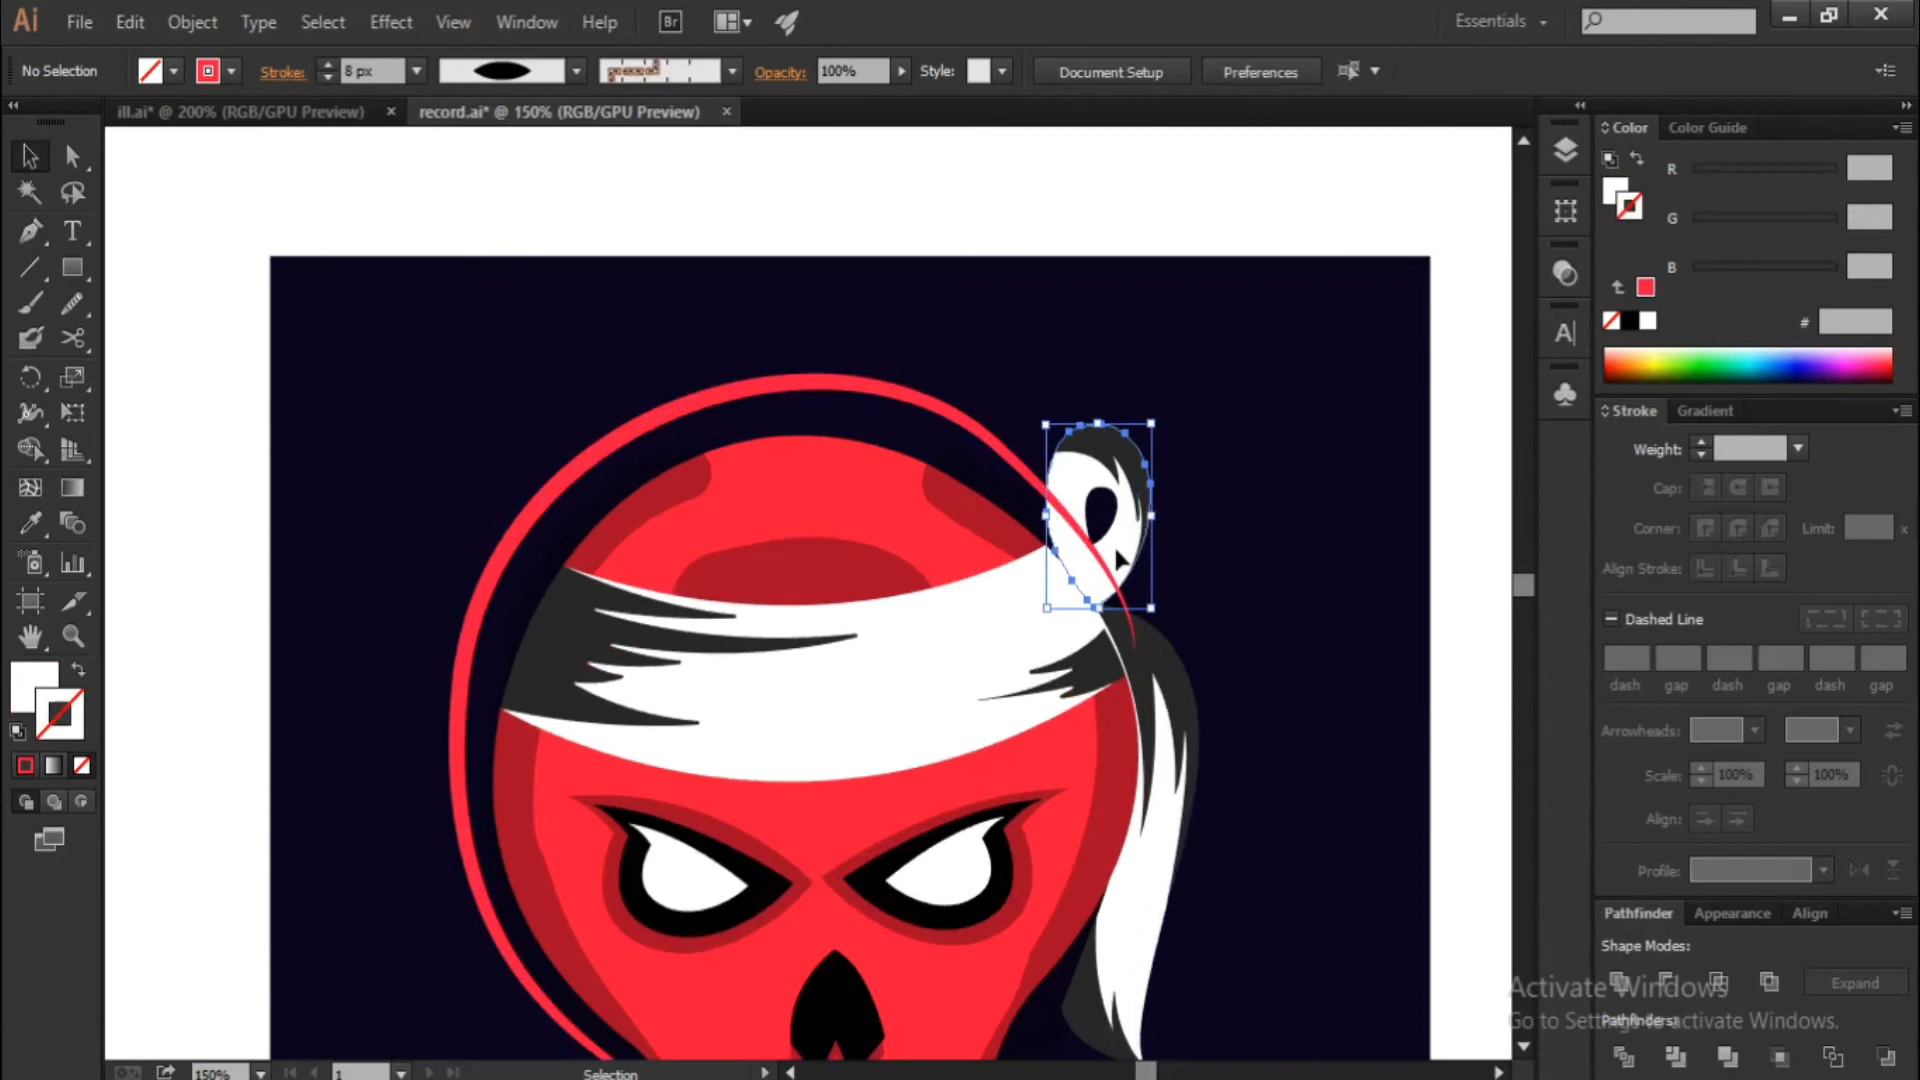 Ai File Edit Object Type Select Effect View Window Help Br Essentials
No Selection Stroke: 8 px Opacity: 100% Style: Document Setup Preferences
ill.ai* @ 200% (RGB/GPU Preview) × record.ai* @ 150% (RGB/GPU Preview) ×
Color Color Guide
R
G
B
#
Stroke Gradient
Weight:
Cap:
Corner: Limit: x
Align Stroke:
Dashed Line
dash gap dash gap dash gap
Arrowheads:
Scale: 100% 100%
Align:
Profile:
Pathfinder Appearance Align
Shape Modes:
Expand
Activate Windows
Pathfinders:
Go to Settings to activate Windows.
150% 1 Selection